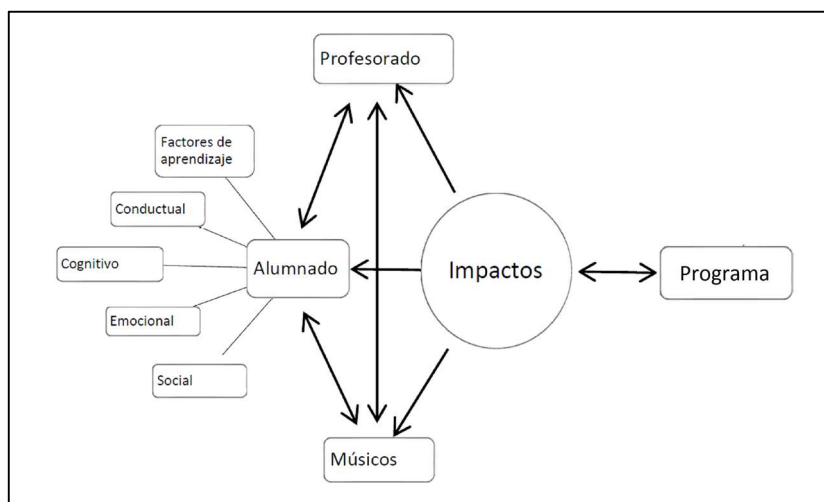 Profesorado
Factores de
aprendizaje
Conductual
Cognitivo
Alumnado
Impactos
Programa
Emocional
Social
Músicos